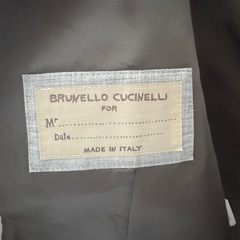 BRUNELLO CUCINELLI
FOR
Mr.
Date
MADE IN ITALY